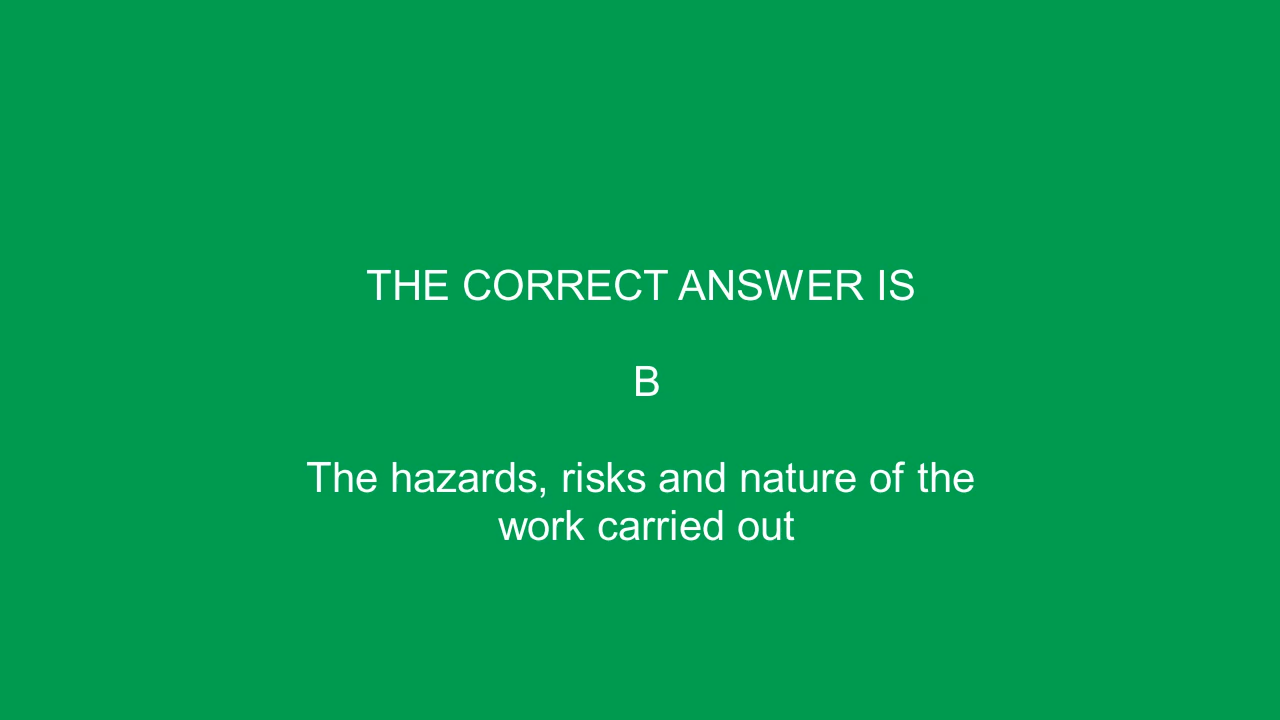 THE CORRECT ANSWER IS
B
The hazards, risks and nature of the
work carried out